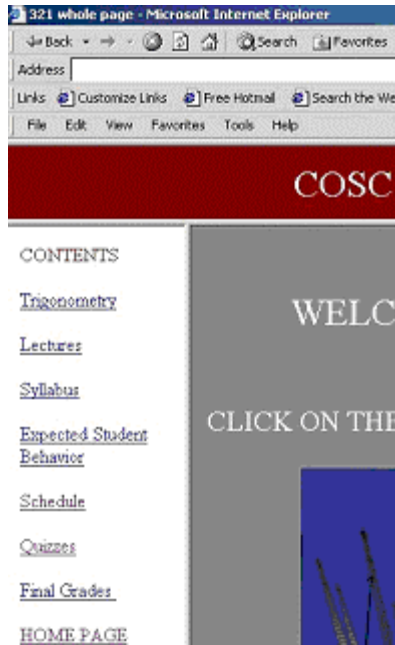 321 whole page - Microsoft Internet Explorer
Back Search Favorites
Address
Links Customize Links Free Hotmail Search the We
File Edit View Favorites Tools Help
COSC
CONTENTS
Trigonometry
WELC
Lectures
Syllabus
CLICK ON THE
Expected Student
Behavior
Schedule
Quizzes
Final Grades
HOME PAGE